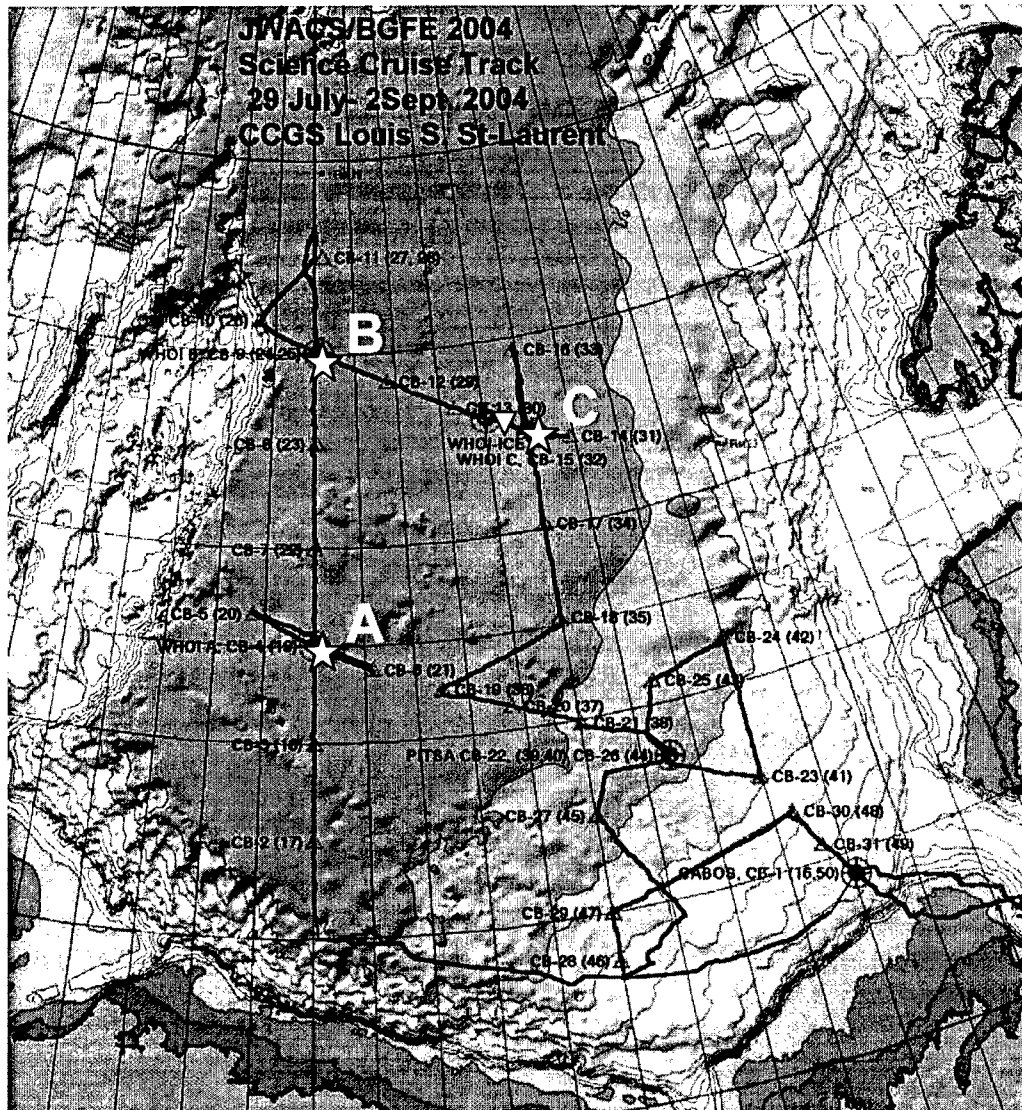 JWACS/BGFE 2004
Science Cruise Track
29 July- 2Sept, 2004
CCGS Louis S. St-Laurent
CB-11 (27, 28)
B
WHOI B, CB-9 (24,25)
CB-16 (33)
CB-12 (29)
CB-13 (30)
C
CB-14 (31)
WHOI-ICE
WHOI C, CB-15 (32)
CB-8 (23)
CB-17 (34)
CB-7 (22)
CB-5 (20)
A
CB-18 (35)
CB-24 (42)
WHOI A, CB-4 (19)
CB-6 (21)
CB-25 (43)
CB-19 (36)
CB-20 (37)
CB-21 (38)
CB-3 (18)
PITSA CB-22, (39,40) CB-26 (44)
CB-23 (41)
CB-27 (45)
CB-30 (48)
CB-2 (17)
CB-31 (49)
CABOS, CB-1 (16,50)
CB-29 (47)
CB-28 (46)